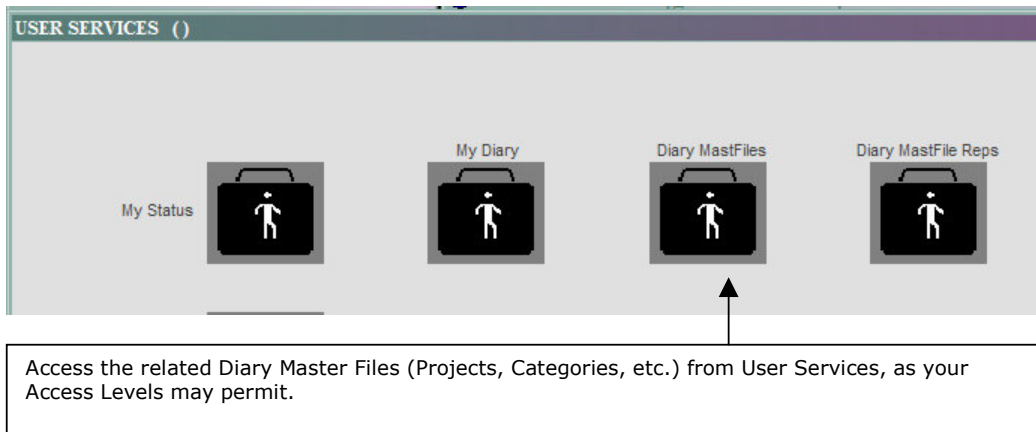 USER SERVICES ( )
My Diary Diary MastFiles Diary MastFile Reps
My Status
Access the related Diary Master Files (Projects, Categories, etc.) from User Services, as your
Access Levels may permit.